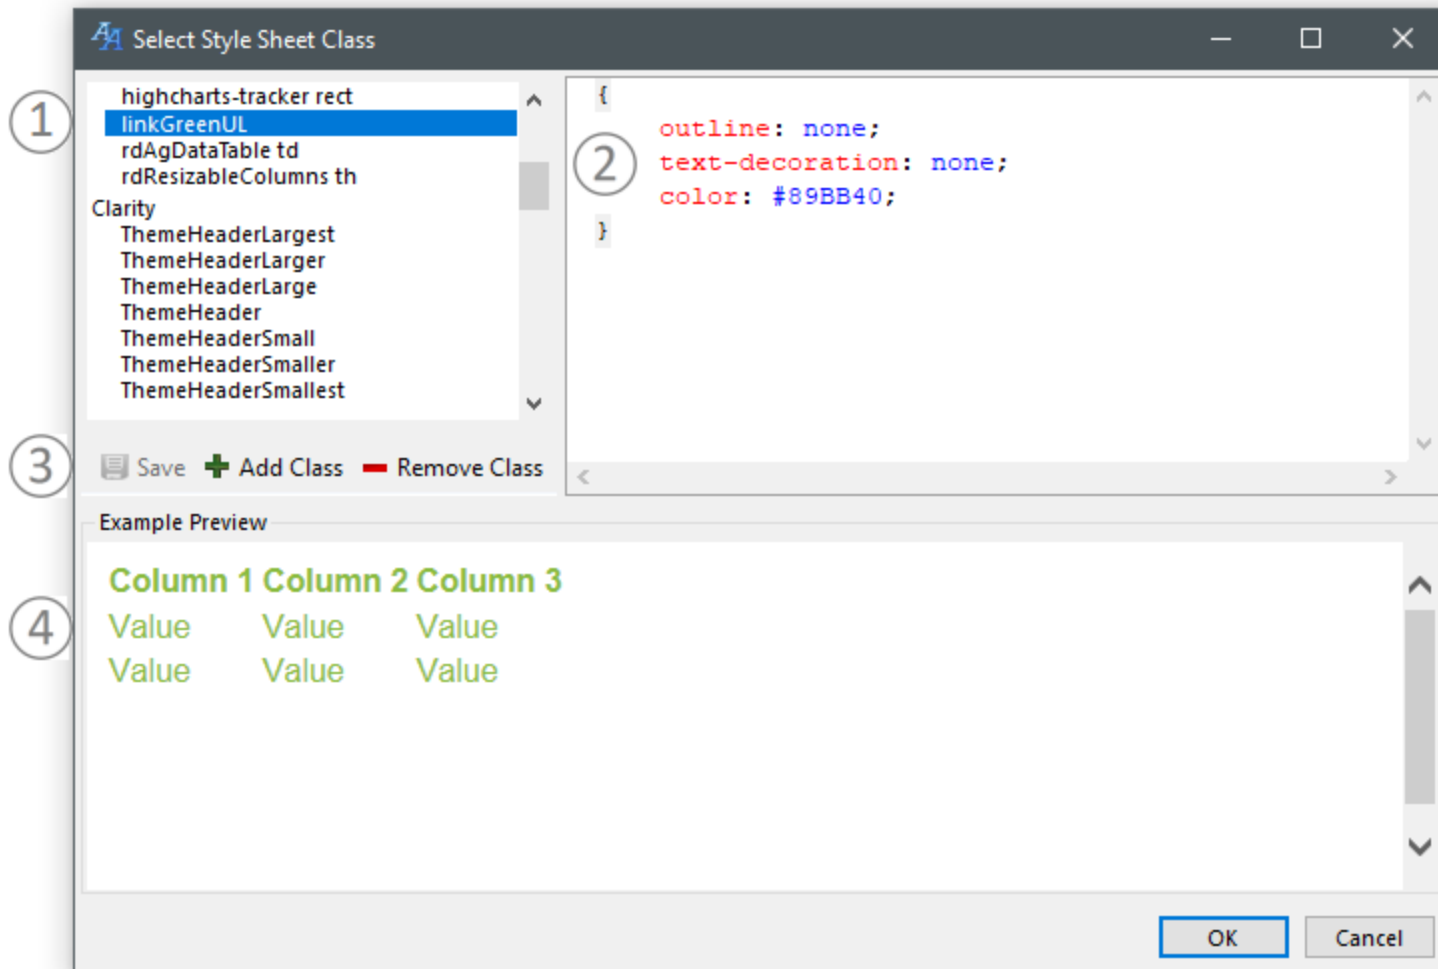 Select Style Sheet Class
1
highcharts-tracker rect
linkGreenUL
rdAgDataTable td
rdResizableColumns th
Clarity
ThemeHeaderLargest
ThemeHeaderLarger
ThemeHeaderLarge
ThemeHeader
ThemeHeaderSmall
ThemeHeaderSmaller
ThemeHeaderSmallest
2
{
outline: none;
text-decoration: none;
color: #89BB40;
}
3
Save Add Class Remove Class
Example Preview
4
Column 1 Column 2 Column 3
Value Value Value
Value Value Value
OK Cancel